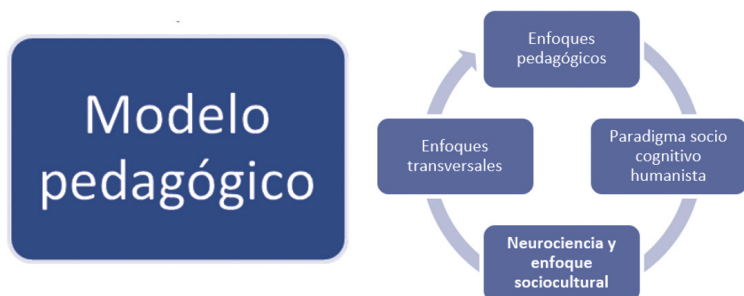 Modelo
pedagógico
Enfoques
pedagógicos
Paradigma socio
cognitivo
humanista
Neurociencia y
enfoque
sociocultural
Enfoques
transversales